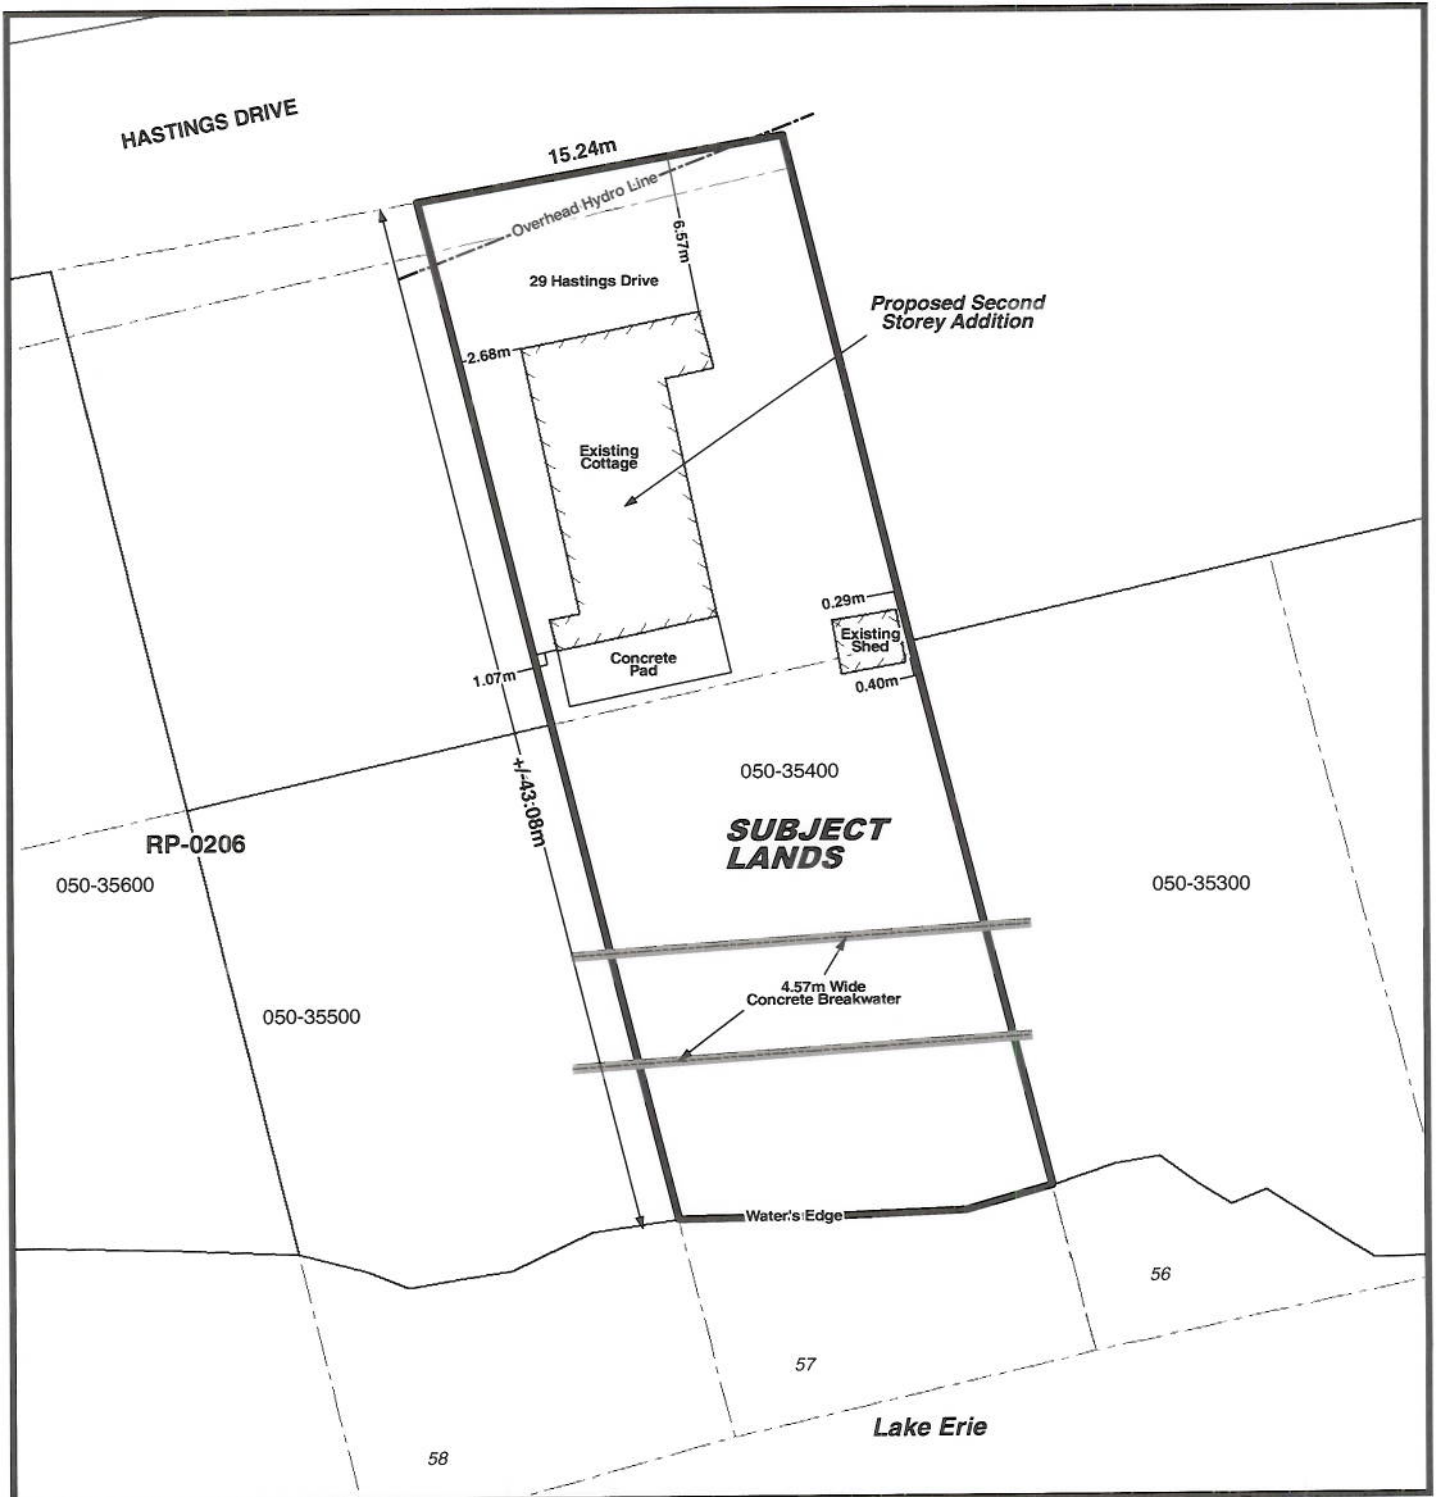 HASTINGS DRIVE
15.24m
Overhead Hydro Line
6.57m
29 Hastings Drive
Proposed Second
Storey Addition
2.68m
Existing
Cottage
0.29m
Existing
Shed
Concrete
Pad
1.07m
0.40m
+/-43.08m
050-35400
SUBJECT
LANDS
RP-0206
050-35600
050-35300
4.57m Wide
Concrete Breakwater
050-35500
Water's Edge
56
57
Lake Erie
58